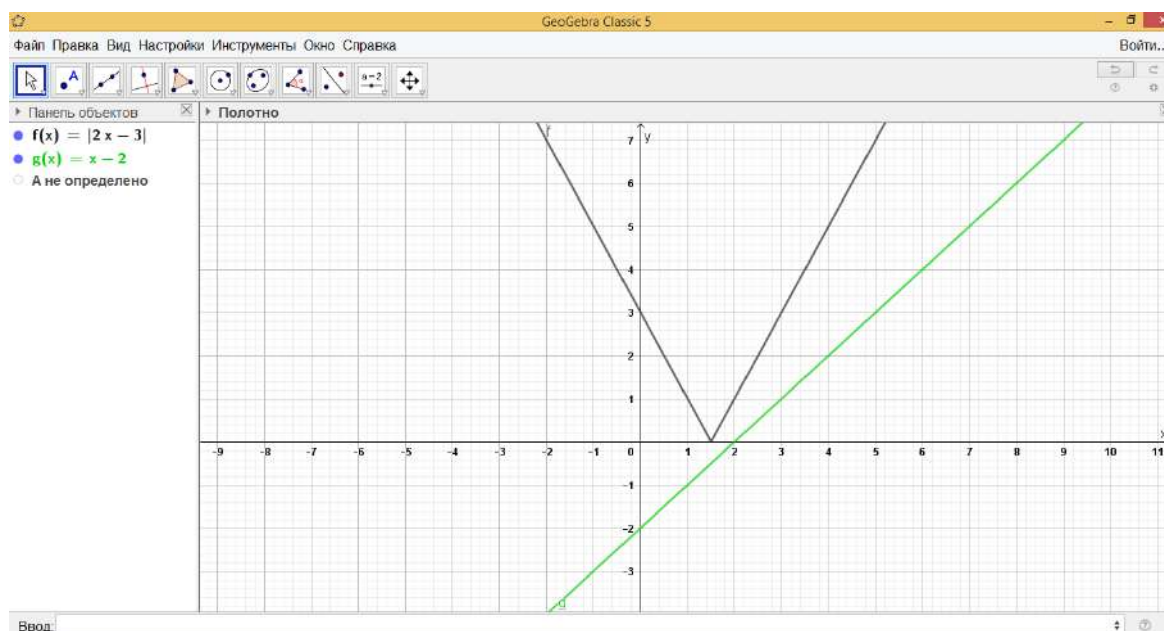 GeoGebra Classic 5
Файл Правка Вид Настройки Инструменты Окно Справка
Войти...
a=2
Панель объектов
Полотно
f(x) = |2 x − 3|
g(x) = x − 2
A не определено
f
y
7
6
5
4
3
2
1
-9 -8 -7 -6 -5 -4 -3 -2 -1 0 1 2 3 4 5 6 7 8 9 10 11
x
-1
-2
-3
g
Ввод: